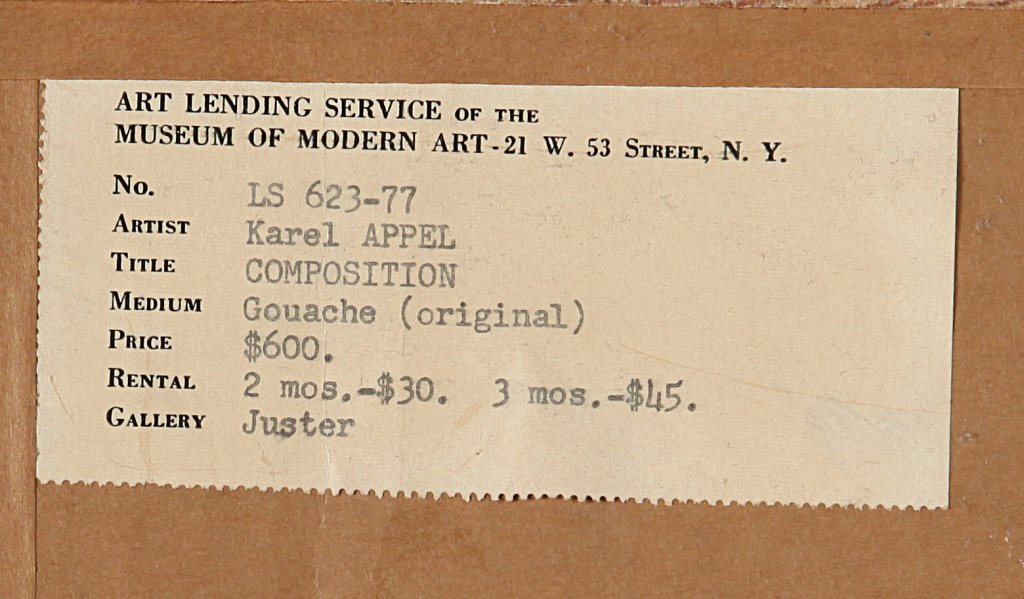 ART LENDING SERVICE OF THE
MUSEUM OF MODERN ART-21 W. 53 STREET, N. Y.
No. LS 623-77
ARTIST Karel APPEL
TITLE COMPOSITION
MEDIUM Gouache (original)
PRICE $600.
RENTAL 2 mos.-$30. 3 mos.-$45.
GALLERY Juster